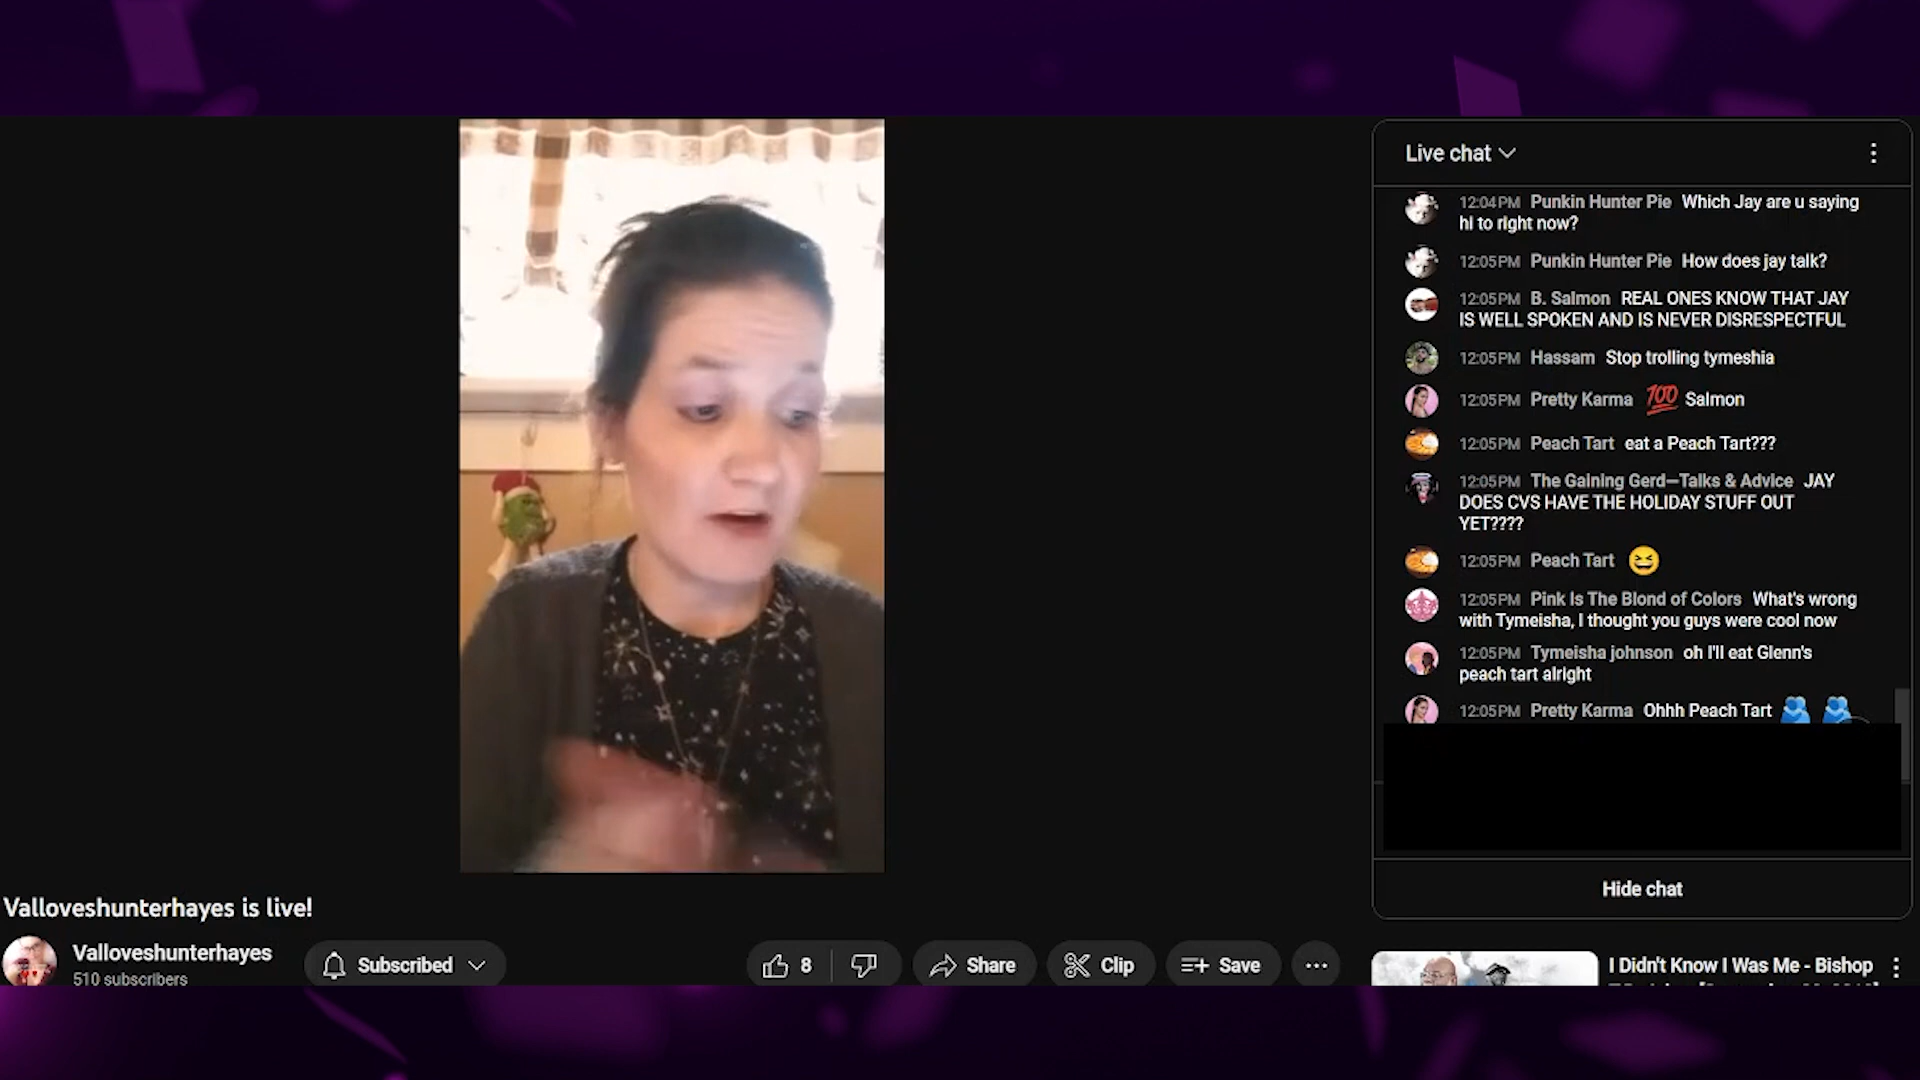 Live chat
12:04 PM Punkin Hunter Pie Which Jay are u saying
hi to right now?
12:05 PM Punkin Hunter Pie How does jay talk?
12:05 PM B. Salmon REAL ONES KNOW THAT JAY
IS WELL SPOKEN AND IS NEVER DISRESPECTFUL
12:05 PM Hassam Stop trolling tymeshia
12:05 PM Pretty Karma 💯 Salmon
12:05 PM Peach Tart eat a Peach Tart???
12:05 PM The Gaining Gerd—Talks & Advice JAY
DOES CVS HAVE THE HOLIDAY STUFF OUT
YET????
12:05 PM Peach Tart 😆
12:05 PM Pink Is The Blond of Colors What's wrong
with Tymeisha, I thought you guys were cool now
12:05 PM Tymeisha johnson oh I'll eat Glenn's
peach tart alright
12:05 PM Pretty Karma Ohhh Peach Tart 🫂 🫂
Hide chat
Valloveshunterhayes is live!
Valloveshunterhayes
510 subscribers
Subscribed
8
Share
Clip
Save
I Didn't Know I Was Me - Bishop